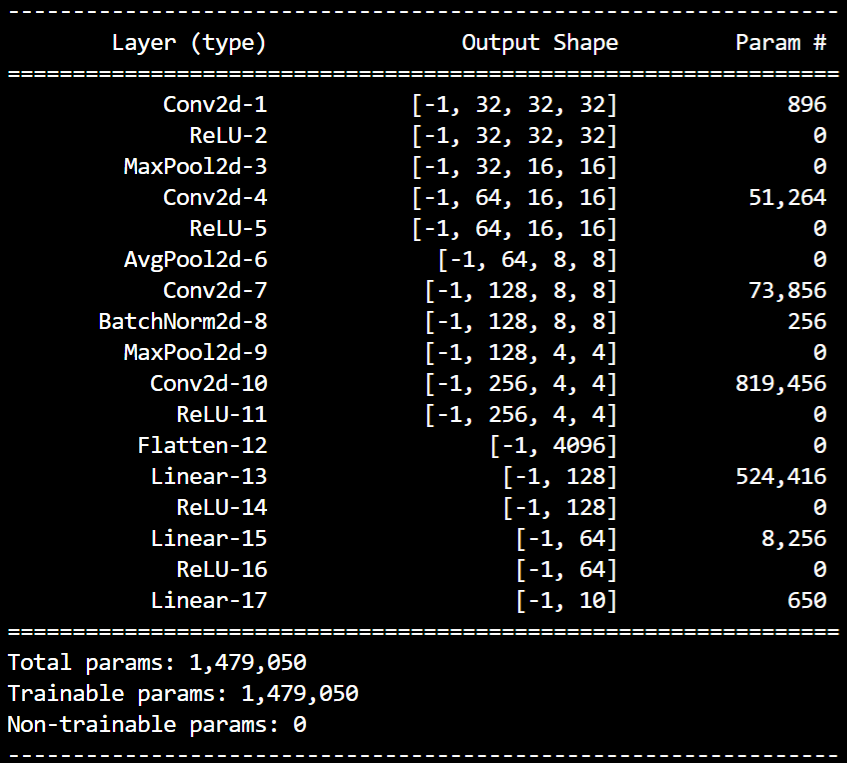 ----------------------------------------------------------------
Layer (type) Output Shape Param #
================================================================
Conv2d-1 [-1, 32, 32, 32] 896
ReLU-2 [-1, 32, 32, 32] 0
MaxPool2d-3 [-1, 32, 16, 16] 0
Conv2d-4 [-1, 64, 16, 16] 51,264
ReLU-5 [-1, 64, 16, 16] 0
AvgPool2d-6 [-1, 64, 8, 8] 0
Conv2d-7 [-1, 128, 8, 8] 73,856
BatchNorm2d-8 [-1, 128, 8, 8] 256
MaxPool2d-9 [-1, 128, 4, 4] 0
Conv2d-10 [-1, 256, 4, 4] 819,456
ReLU-11 [-1, 256, 4, 4] 0
Flatten-12 [-1, 4096] 0
Linear-13 [-1, 128] 524,416
ReLU-14 [-1, 128] 0
Linear-15 [-1, 64] 8,256
ReLU-16 [-1, 64] 0
Linear-17 [-1, 10] 650
================================================================
Total params: 1,479,050
Trainable params: 1,479,050
Non-trainable params: 0
----------------------------------------------------------------